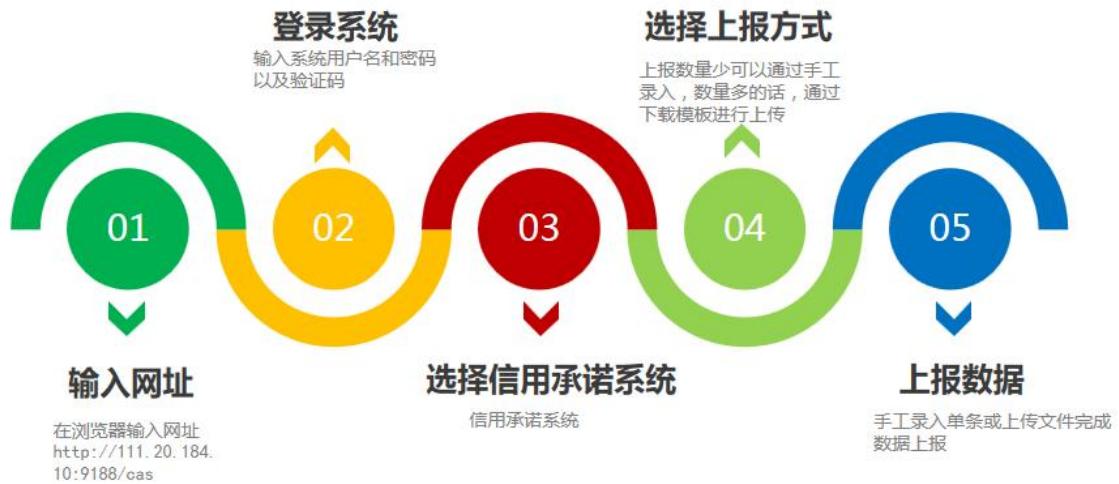 登录系统
输入系统用户名和密码
以及验证码
选择上报方式
上报数量少可以通过手工
录入，数量多的话，通过
下载模板进行上传
01
02
03
04
05
输入网址
在浏览器输入网址
http://111.20.184.
10:9188/cas
选择信用承诺系统
信用承诺系统
上报数据
手工录入单条或上传文件完成
数据上报